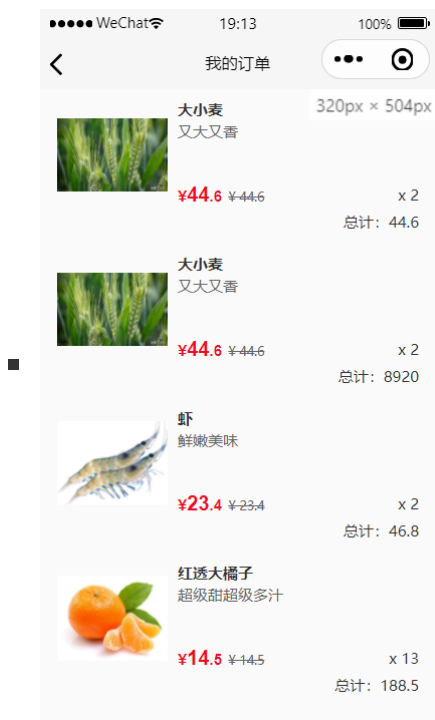 WeChat
19:13
100%
我的订单
320px × 504px
大小麦
又大又香
¥44.6 ¥ 44.6
x 2
总计：44.6
大小麦
又大又香
¥44.6 ¥ 44.6
x 2
总计：8920
虾
鲜嫩美味
¥23.4 ¥ 23.4
x 2
总计：46.8
红透大橘子
超级甜超级多汁
¥14.5 ¥ 14.5
x 13
总计：188.5